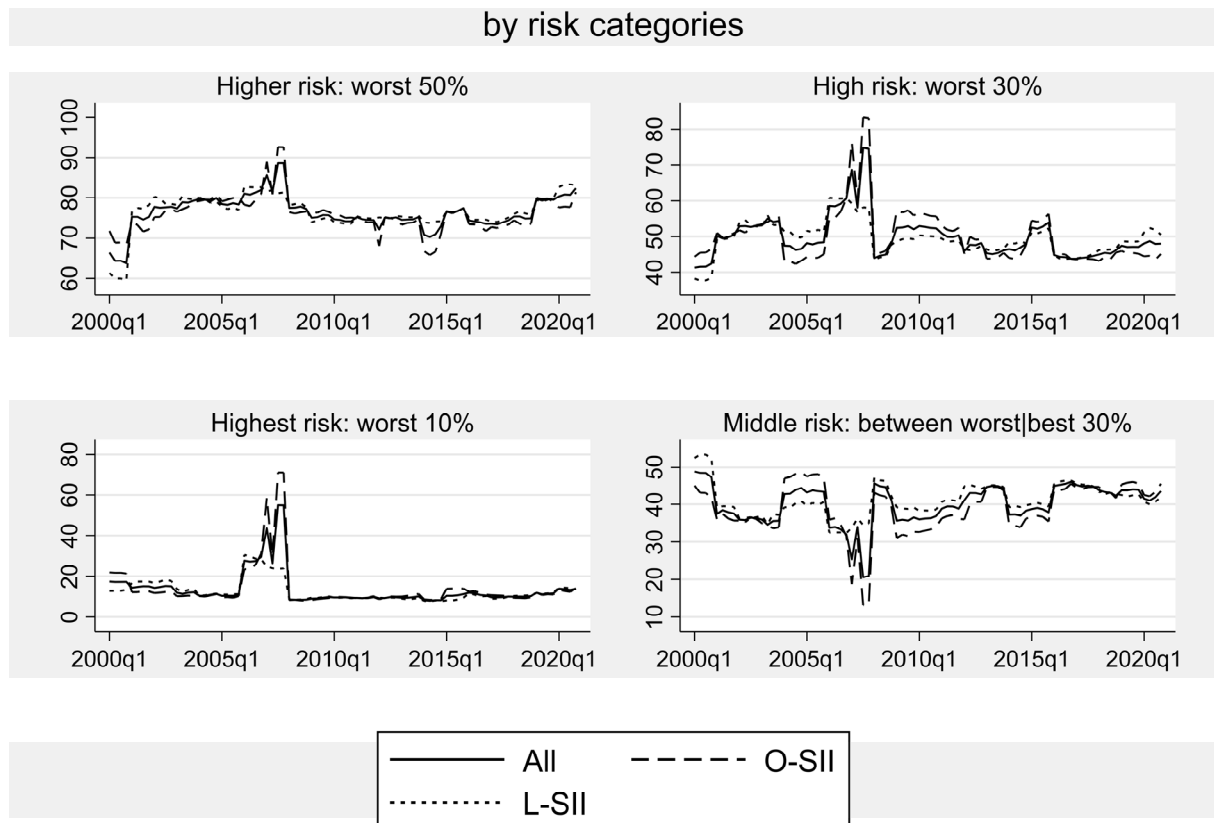 by risk categories
Higher risk: worst 50%
100
90
80
70
60
2000q1 2005q1 2010q1 2015q1 2020q1
High risk: worst 30%
80
70
60
50
40
2000q1 2005q1 2010q1 2015q1 2020q1
Highest risk: worst 10%
80
60
40
20
0
2000q1 2005q1 2010q1 2015q1 2020q1
Middle risk: between worst|best 30%
50
40
30
20
10
2000q1 2005q1 2010q1 2015q1 2020q1
All O-SII
L-SII